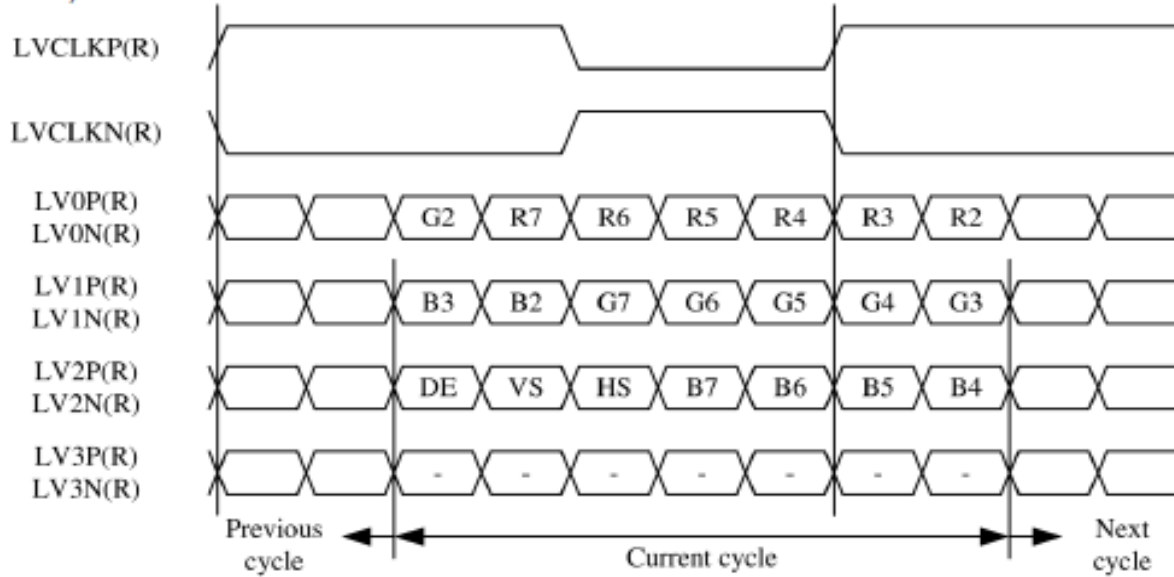 LVCLKP(R)
LVCLKN(R)
LV0P(R)
LV0N(R)
G2 R7 R6 R5 R4 R3 R2
LV1P(R)
LV1N(R)
B3 B2 G7 G6 G5 G4 G3
LV2P(R)
LV2N(R)
DE VS HS B7 B6 B5 B4
LV3P(R)
LV3N(R)
- - - - - - -
Previous
cycle
Current cycle
Next
cycle